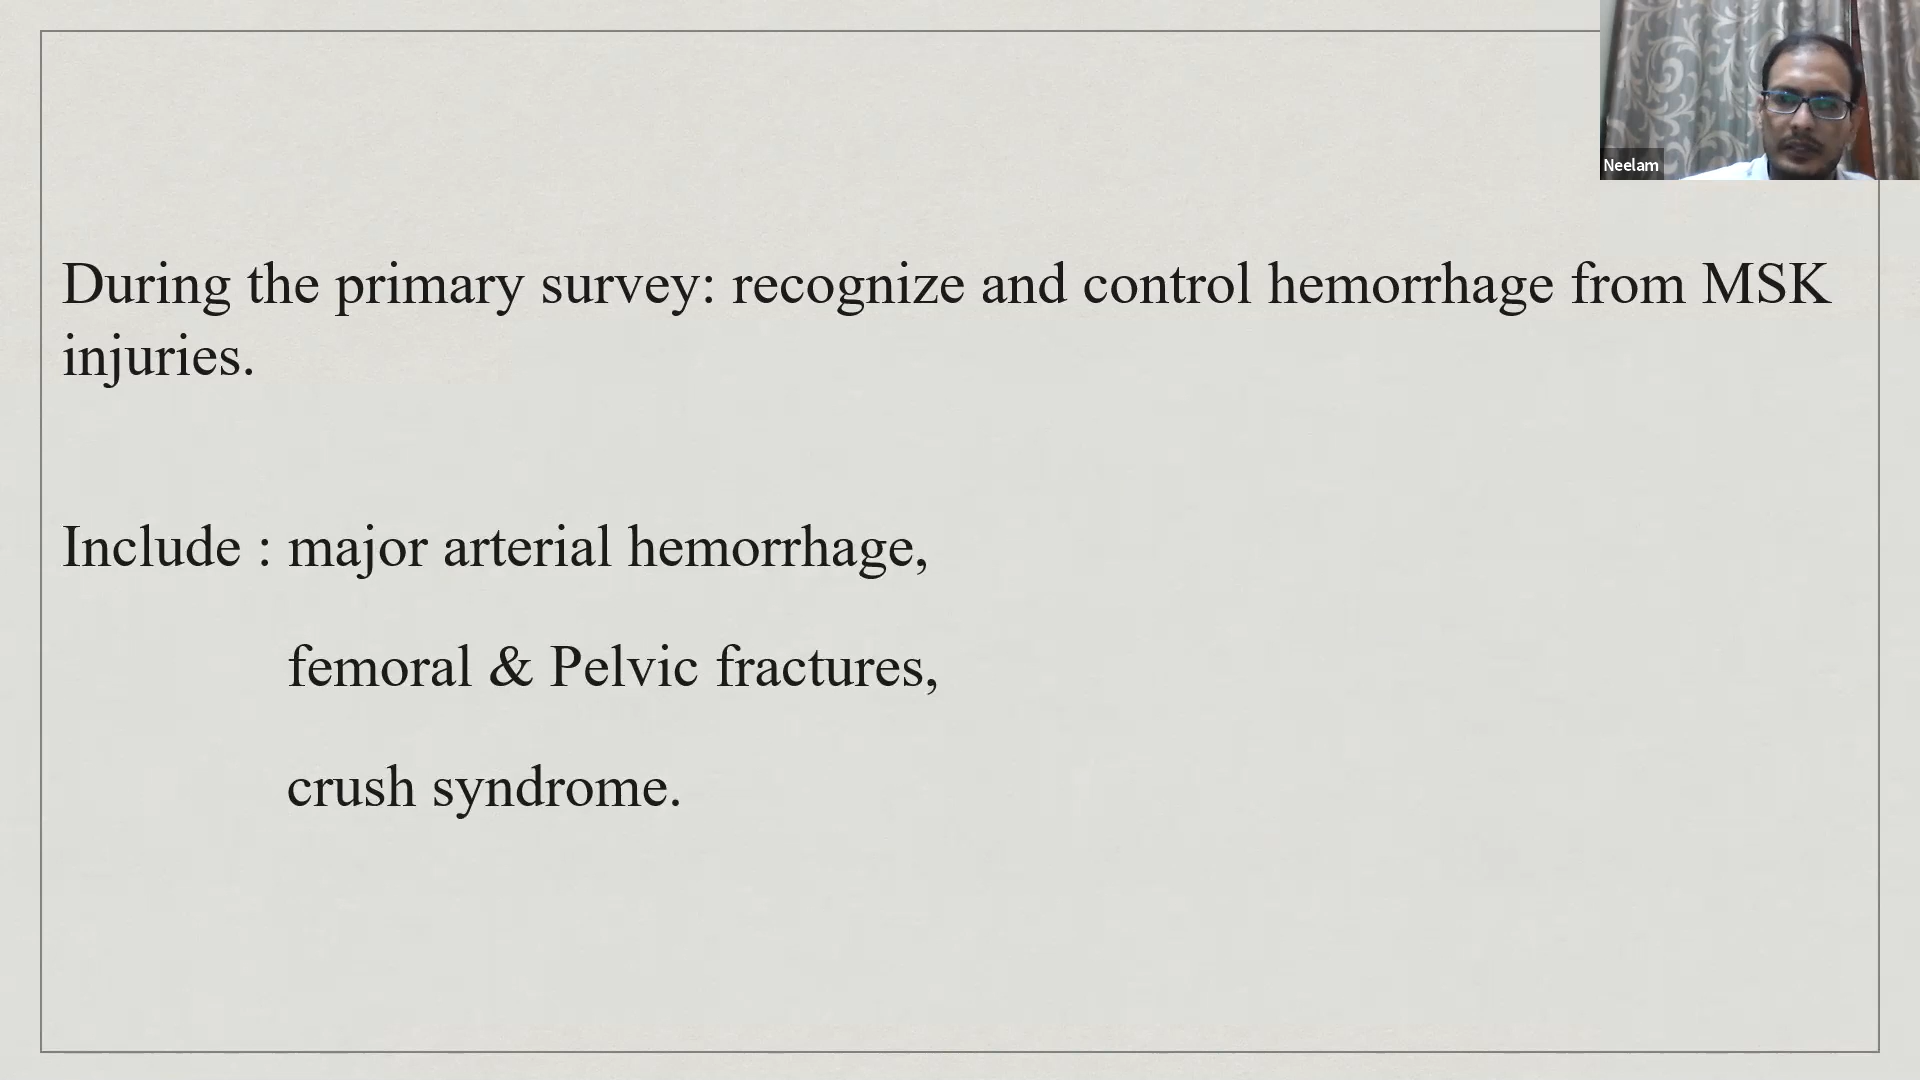 Neelam
During the primary survey: recognize and control hemorrhage from MSK
injuries.
Include : major arterial hemorrhage,
femoral & Pelvic fractures,
crush syndrome.